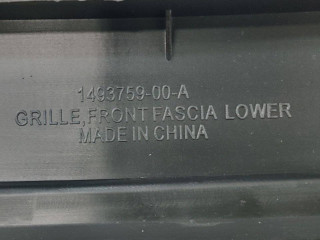 1493759-00-A
GRILLE,FRONT FASCIA LOWER
MADE IN CHINA